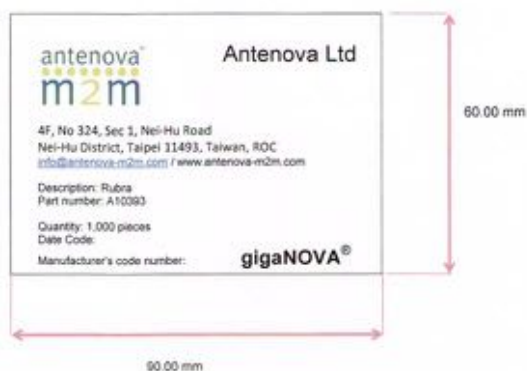 antenova®
m2m
Antenova Ltd
4F, No 324, Sec 1, Nei-Hu Road
Nei-Hu District, Taipei 11493, Taiwan, ROC
info@antenova-m2m.com / www.antenova-m2m.com
Description: Rubra
Part number: A10393
Quantity: 1,000 pieces
Date Code:
Manufacturer's code number:
gigaNOVA®
60.00 mm
90.00 mm